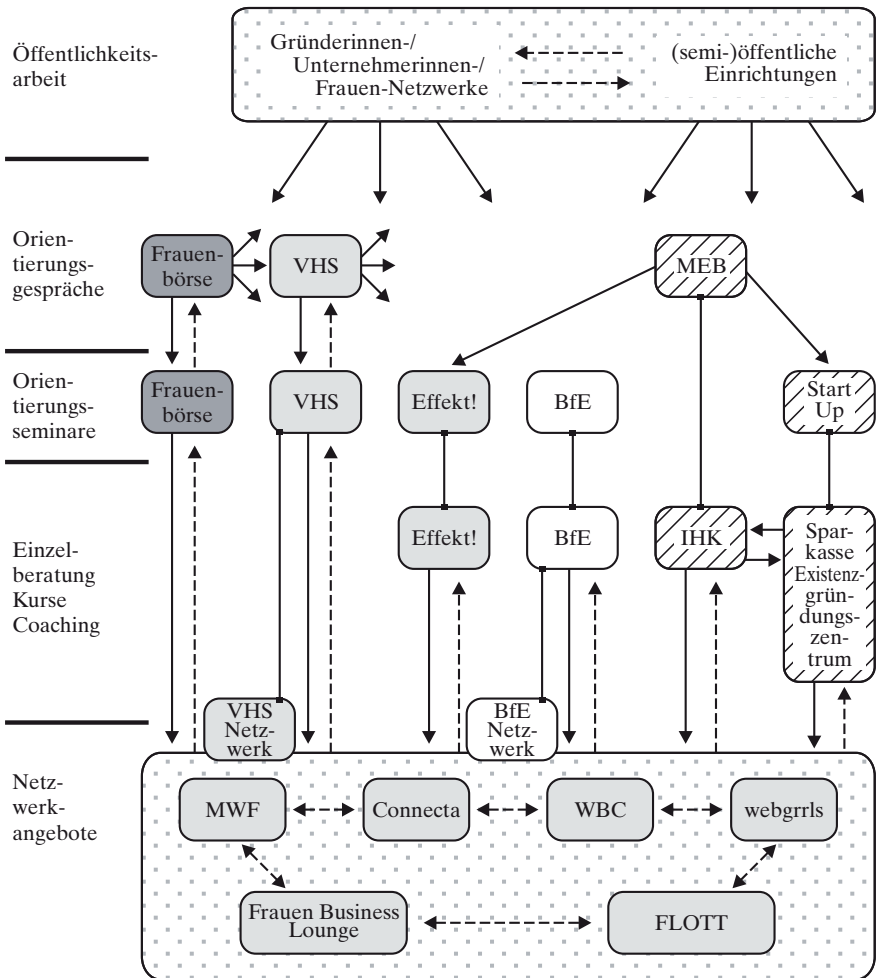 Öffentlichkeits-
arbeit
Gründerinnen-/
Unternehmerinnen-/
Frauen-Netzwerke
(semi-)öffentliche
Einrichtungen
Orien-
tierungs-
gespräche
Frauen-
börse
VHS
MEB
Orien-
tierungs-
seminare
Frauen-
börse
VHS
Effekt!
BfE
Start
Up
Einzel-
beratung
Kurse
Coaching
Effekt!
BfE
IHK
Spar-
kasse
Existenz-
grün-
dungs-
zen-
trum
VHS
Netz-
werk
BfE
Netz-
werk
Netz-
werk-
angebote
MWF
Connecta
WBC
webgrrls
Frauen Business
Lounge
FLOTT